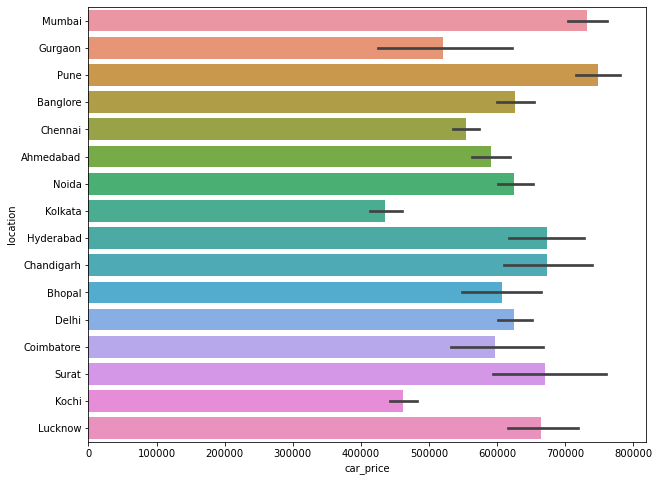 location
Mumbai
Gurgaon
Pune
Banglore
Chennai
Ahmedabad
Noida
Kolkata
Hyderabad
Chandigarh
Bhopal
Delhi
Coimbatore
Surat
Kochi
Lucknow
0 100000 200000 300000 400000 500000 600000 700000 800000
car_price